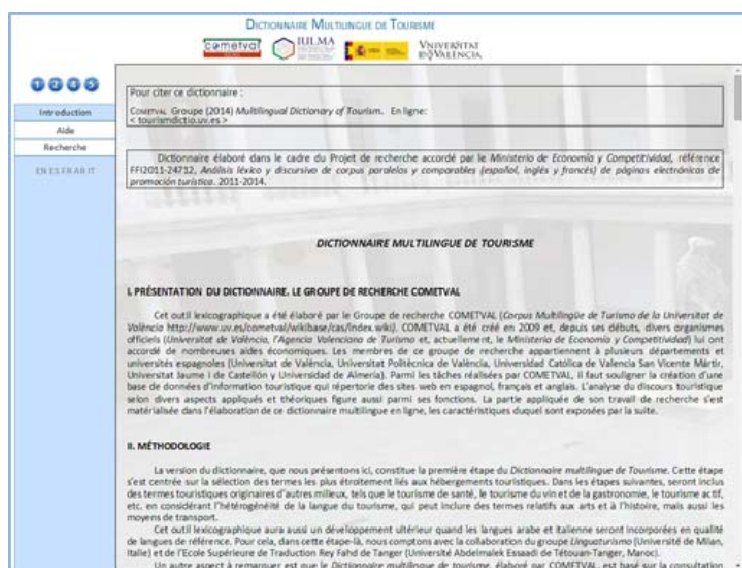 DICTIONNAIRE MULTILINGUE DE TOURISME
cometval
IULMA
VNIVERSITAT
Introduction
Aide
Recherche
EN ES FR AR IT
Pour citer ce dictionnaire :
COMETVAL Groupe (2014) Multilingual Dictionary of Tourism.. En ligne:
< tourismdictio.uv.es >
Dictionnaire élaboré dans le cadre du Projet de recherche accordé par le Ministerio de Economía y Competitividad, référence
FFI2011-24712, Análisis léxico y discursivo de corpus paralelos y comparables (español, inglés y francés) de páginas electrónicas de
promoción turística. 2011-2014.
DICTIONNAIRE MULTILINGUE DE TOURISME
I. PRÉSENTATION DU DICTIONNAIRE. LE GROUPE DE RECHERCHE COMETVAL
Cet outil lexicographique a été élaboré par le Groupe de recherche COMETVAL (Corpus Multilingüe de Turismo de la Universitat de
València http://www.uv.es/cometval/wikibase/cas/index.wiki). COMETVAL a été créé en 2009 et, depuis ses débuts, divers organismes
officiels (Universitat de València, l'Agencia Valenciana de Turismo et, actuellement, le Ministerio de Economía y Competitividad) lui ont
accordé de nombreuses aides économiques. Les membres de ce groupe de recherche appartiennent à plusieurs départements et
universités espagnoles (Universitat de València, Universitat Politècnica de València, Universidad Católica de Valencia San Vicente Mártir,
Universitat Jaume I de Castellón y Universidad de Almería). Parmi les tâches réalisées par COMETVAL, il faut souligner la création d'une
base de données d'information touristique qui répertorie des sites web en espagnol, français et anglais. L'analyse du discours touristique
selon divers aspects appliqués et théoriques figure aussi parmi ses fonctions. La partie appliquée de son travail de recherche s'est
matérialisée dans l'élaboration de ce dictionnaire multilingue en ligne, les caractéristiques duquel sont exposées par la suite.
II. MÉTHODOLOGIE
La version du dictionnaire, que nous présentons ici, constitue la première étape du Dictionnaire multilingue de Tourisme. Cette étape
s'est centrée sur la sélection des termes les plus étroitement liés aux hébergements touristiques. Dans les étapes suivantes, seront inclus
des termes touristiques originaires d'autres milieux, tels que le tourisme de santé, le tourisme du vin et de la gastronomie, le tourisme actif,
etc. en considérant l'hétérogénéité de la langue du tourisme, qui peut inclure des termes relatifs aux arts et à l'histoire, mais aussi les
moyens de transport.
Cet outil lexicographique aura aussi un développement ultérieur quand les langues arabe et italienne seront incorporées en qualité
de langues de référence. Pour cela, dans cette étape-là, nous comptons avec la collaboration du groupe Linguaturismo (Université de Milan,
Italie) et de l'Ecole Supérieure de Traduction Rey Fahd de Tanger (Université Abdelmalek Essaadi de Tétouan-Tanger, Maroc).
Un autre aspect à remarquer est que le Dictionnaire multilingue de tourisme, élaboré par COMETVAL, est basé sur la consultation